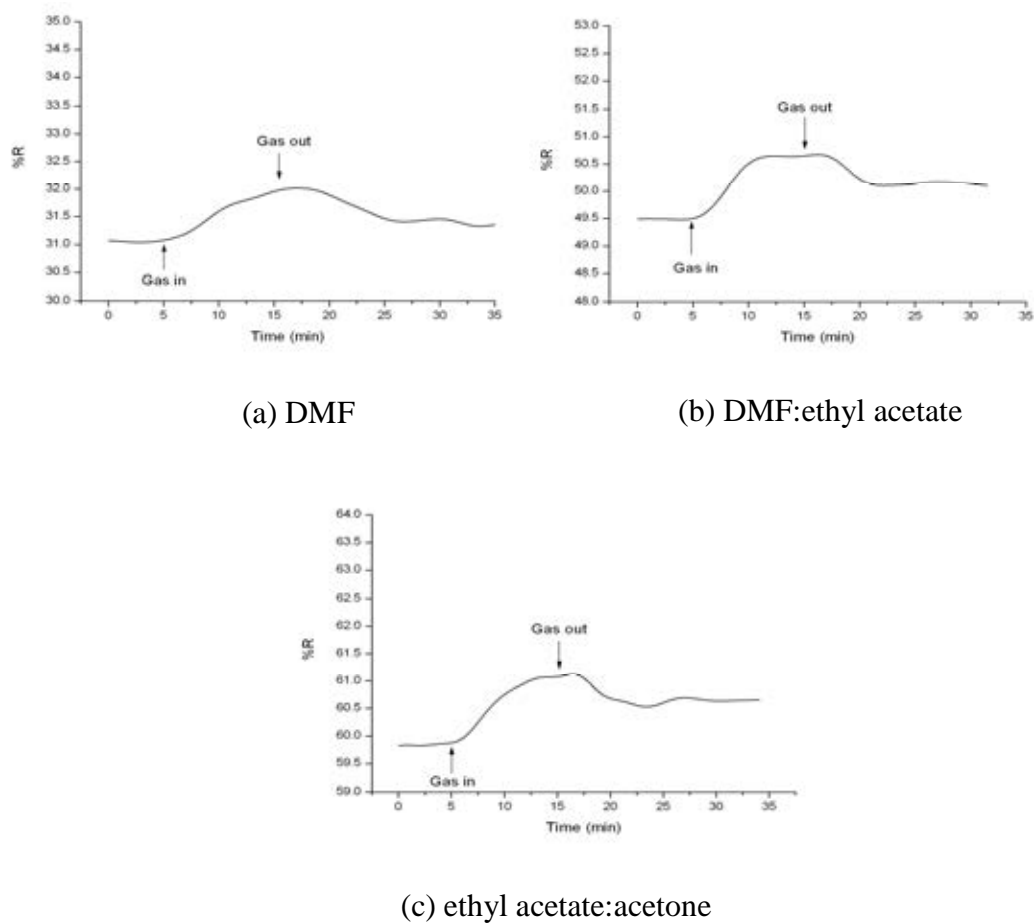 35.0
34.5
34.0
33.5
33.0
32.5
32.0
31.5
31.0
30.5
30.0
%R
Gas out
Gas in
0 5 10 15 20 25 30 35
Time (min)
(a) DMF
53.0
52.5
52.0
51.5
51.0
50.5
50.0
49.5
49.0
48.5
48.0
%R
Gas out
Gas in
0 5 10 15 20 25 30 35
Time (min)
(b) DMF:ethyl acetate
64.0
63.5
63.0
62.5
62.0
61.5
61.0
60.5
60.0
59.5
59.0
%R
Gas out
Gas in
0 5 10 15 20 25 30 35
Time (min)
(c) ethyl acetate:acetone